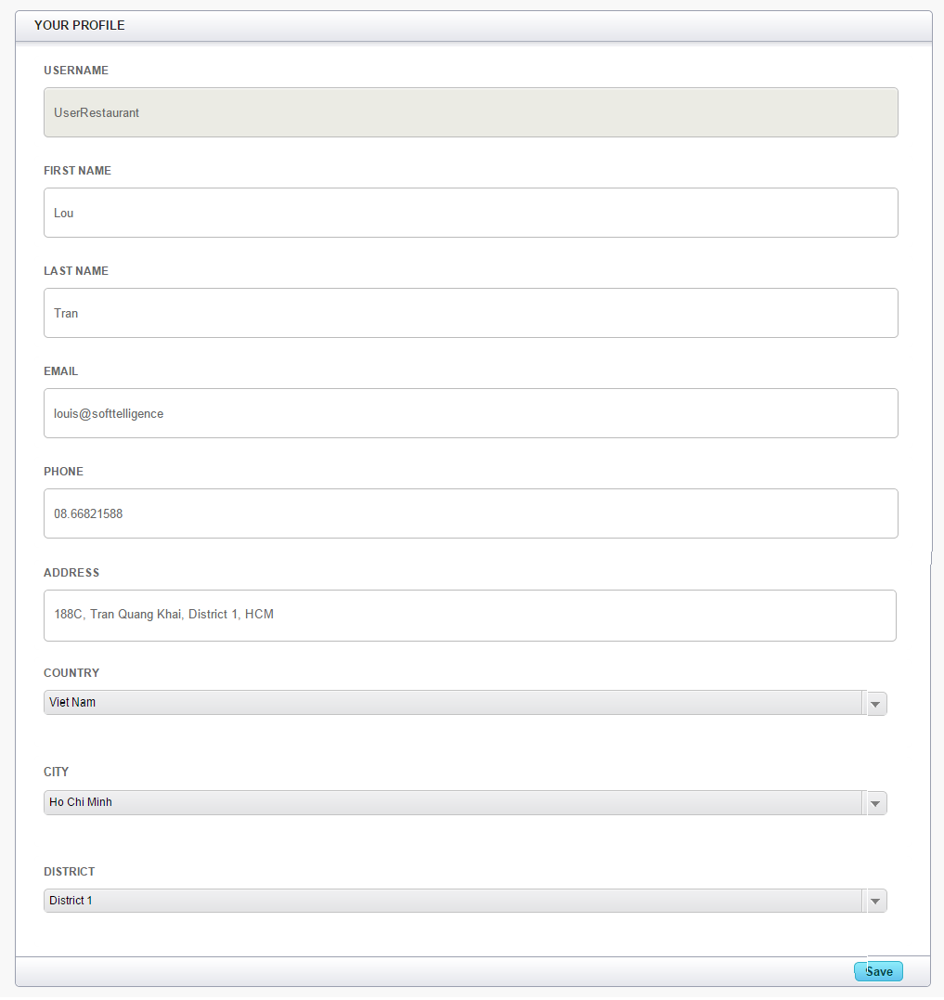 YOUR PROFILE
USERNAME
UserRestaurant
FIRST NAME
Lou
LAST NAME
Tran
EMAIL
louis@softtelligence
PHONE
08.66821588
ADDRESS
188C, Tran Quang Khai, District 1, HCM
COUNTRY
Viet Nam
CITY
Ho Chi Minh
DISTRICT
District 1
Save